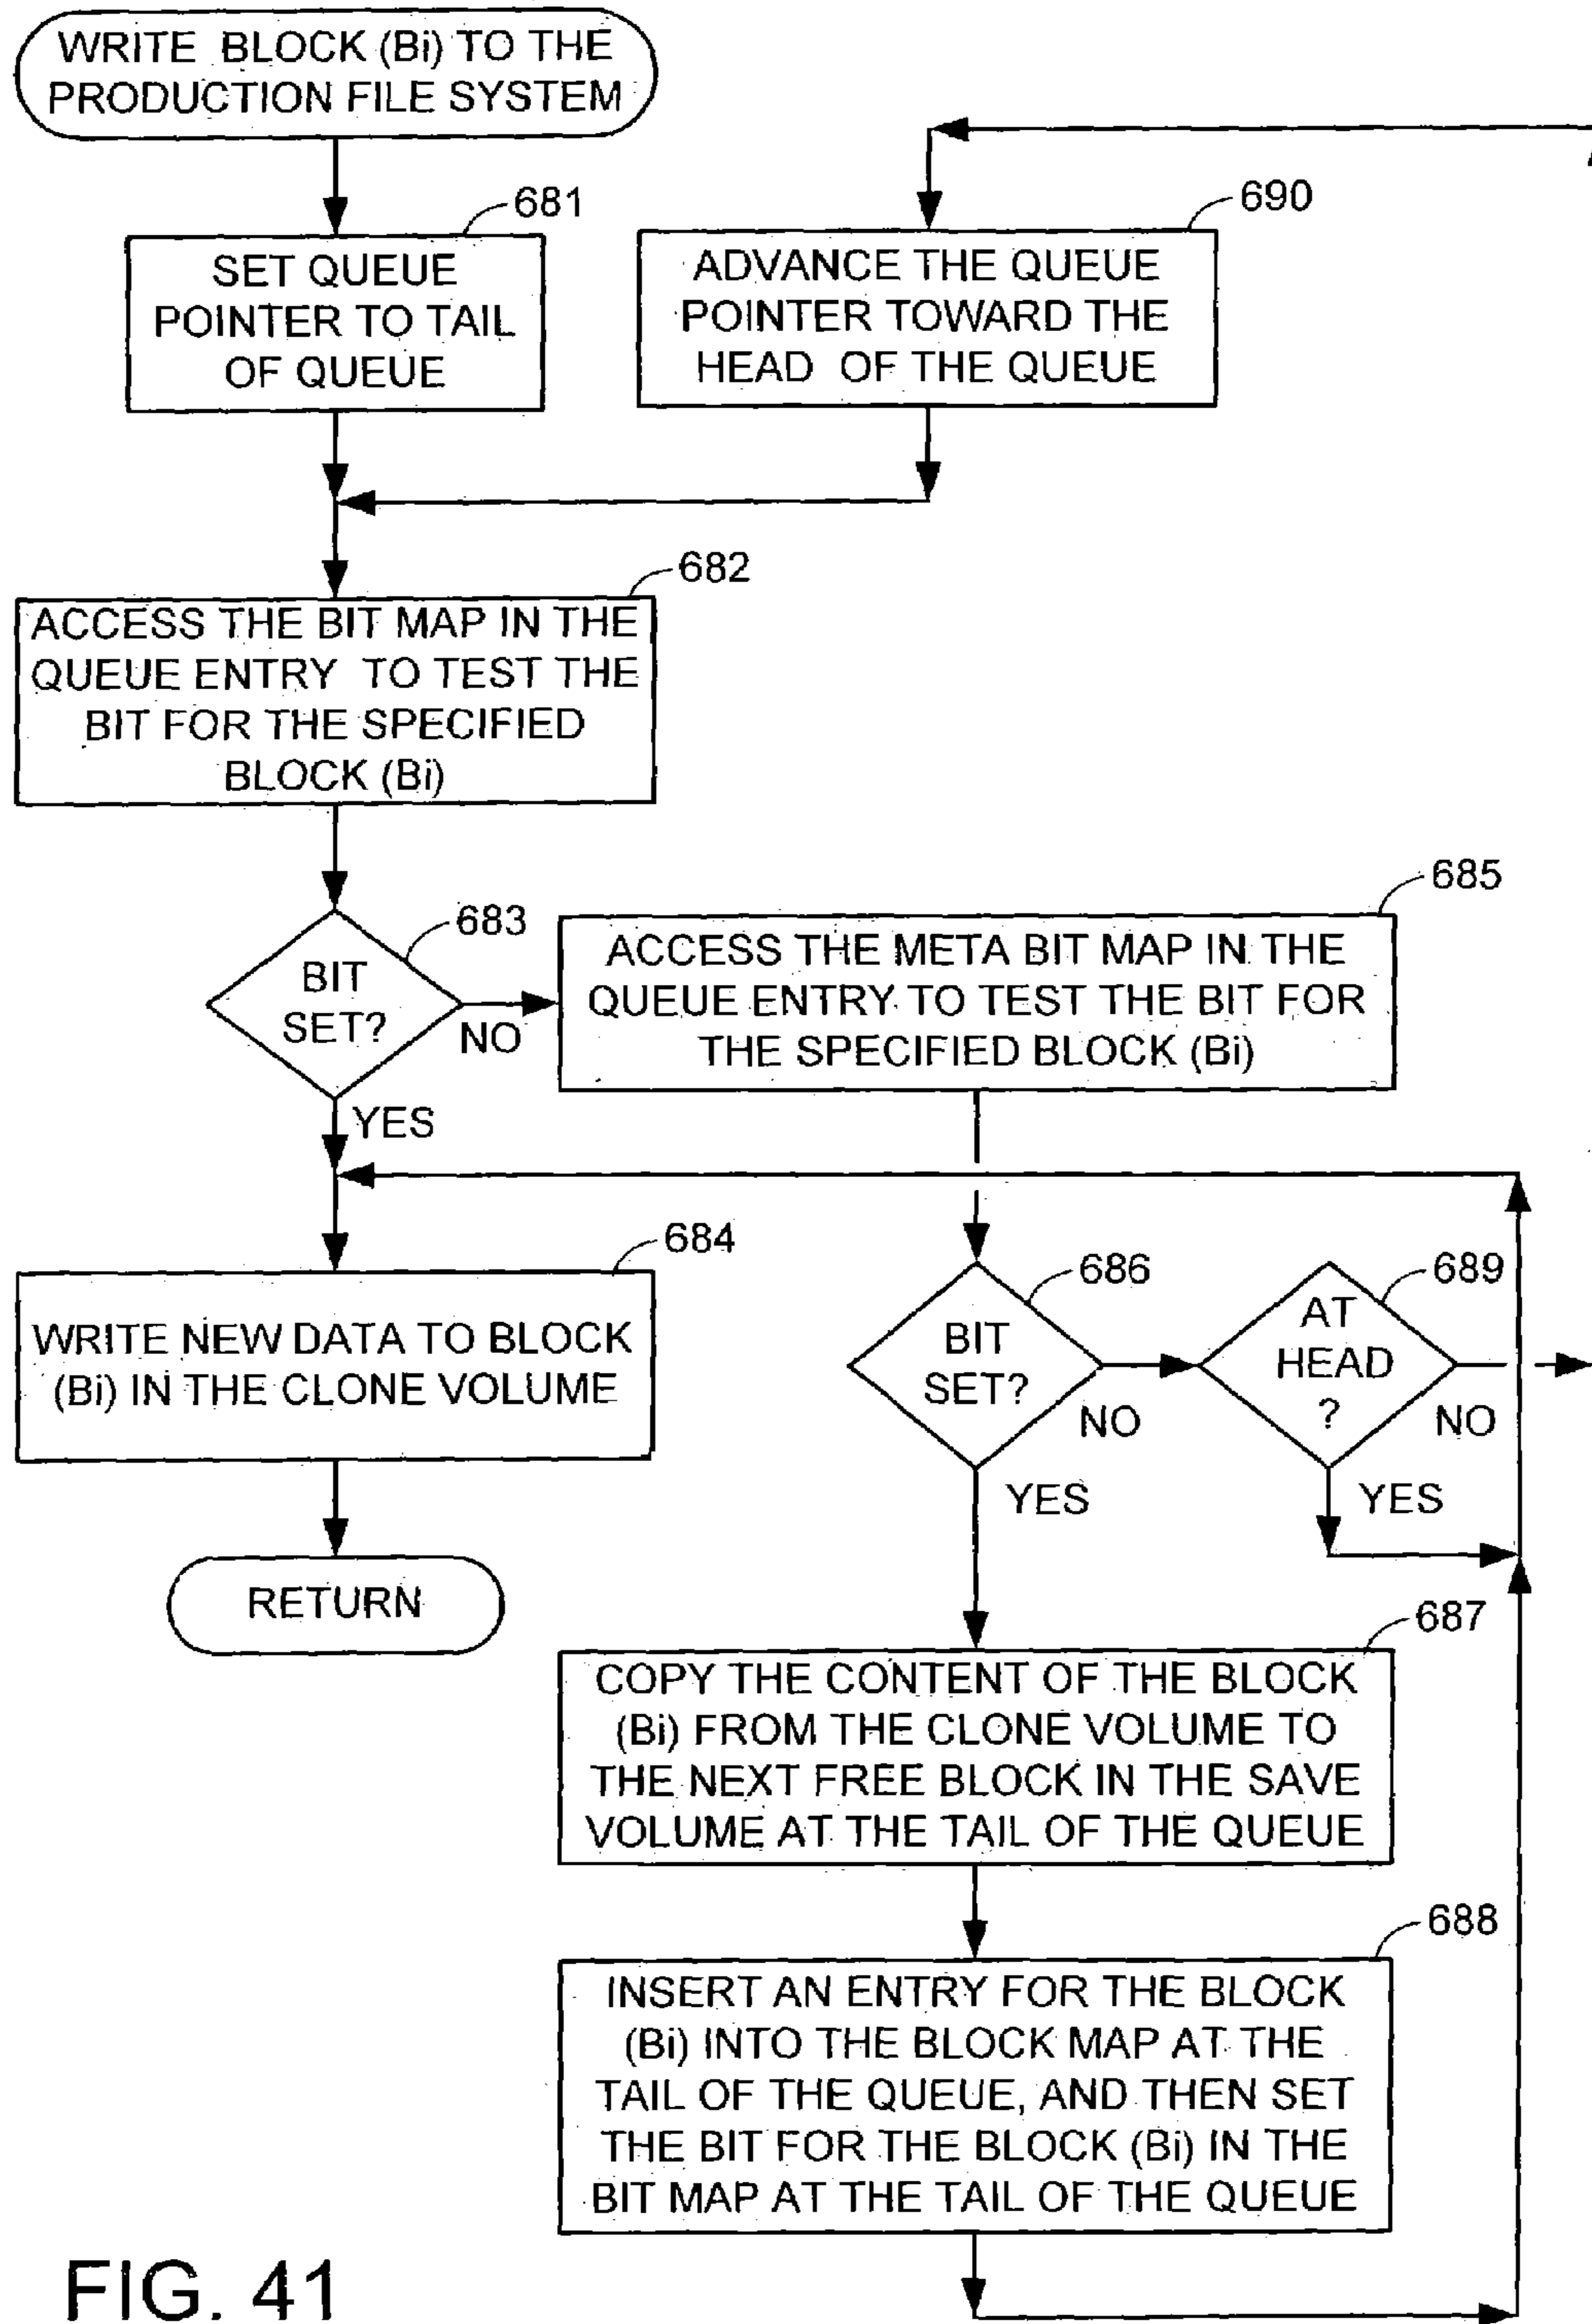 WRITE BLOCK (Bi) TO THE
PRODUCTION FILE SYSTEM
681
SET QUEUE
POINTER TO TAIL
OF QUEUE
690
ADVANCE THE QUEUE
POINTER TOWARD THE
HEAD OF THE QUEUE
682
ACCESS THE BIT MAP IN THE
QUEUE ENTRY TO TEST THE
BIT FOR THE SPECIFIED
BLOCK (Bi)
683
BIT
SET?
NO
YES
685
ACCESS THE META BIT MAP IN THE
QUEUE ENTRY TO TEST THE BIT FOR
THE SPECIFIED BLOCK (Bi)
684
WRITE NEW DATA TO BLOCK
(Bi) IN THE CLONE VOLUME
RETURN
686
BIT
SET?
NO
YES
689
AT
HEAD
?
NO
YES
687
COPY THE CONTENT OF THE BLOCK
(Bi) FROM THE CLONE VOLUME TO
THE NEXT FREE BLOCK IN THE SAVE
VOLUME AT THE TAIL OF THE QUEUE
688
INSERT AN ENTRY FOR THE BLOCK
(Bi) INTO THE BLOCK MAP AT THE
TAIL OF THE QUEUE, AND THEN SET
THE BIT FOR THE BLOCK (Bi) IN THE
BIT MAP AT THE TAIL OF THE QUEUE
FIG. 41